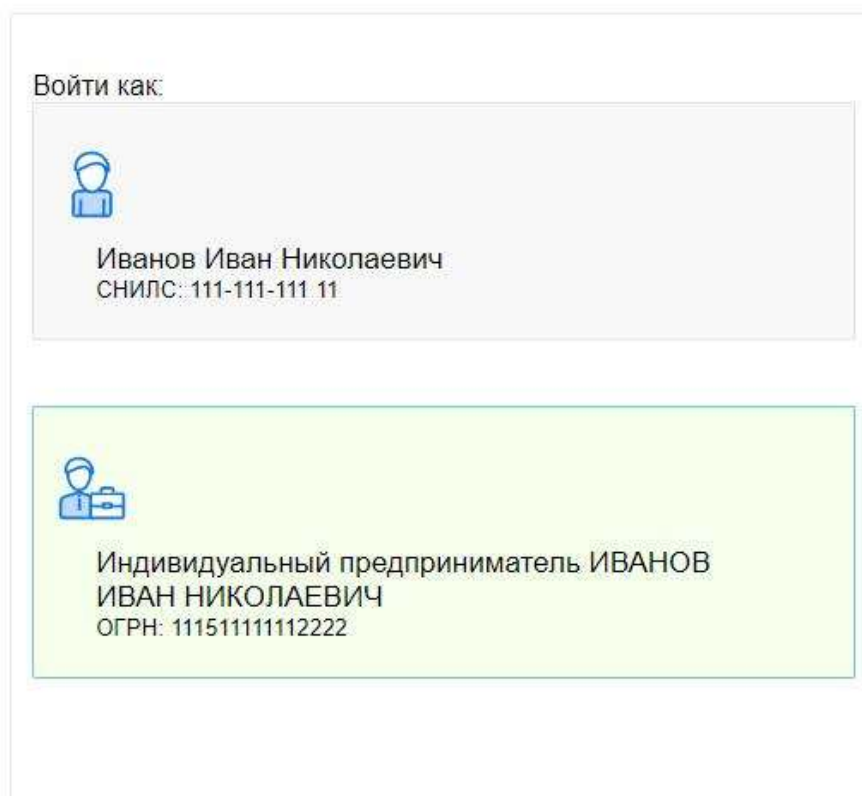 Войти как:
Иванов Иван Николаевич
СНИЛС: 111-111-111 11
Индивидуальный предприниматель ИВАНОВ
ИВАН НИКОЛАЕВИЧ
ОГРН: 111511111112222